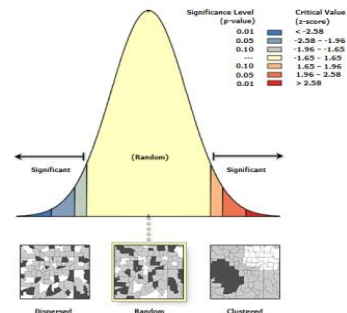 Significance Level (p-value) Critical Value (z-score)
0.01 < -2.58
0.05 -2.58 – -1.96
0.10 -1.96 – -1.65
--- -1.65 – 1.65
0.10 1.65 – 1.96
0.05 1.96 – 2.58
0.01 > 2.58
(Random)
Significant Significant
Dispersed Random Clustered